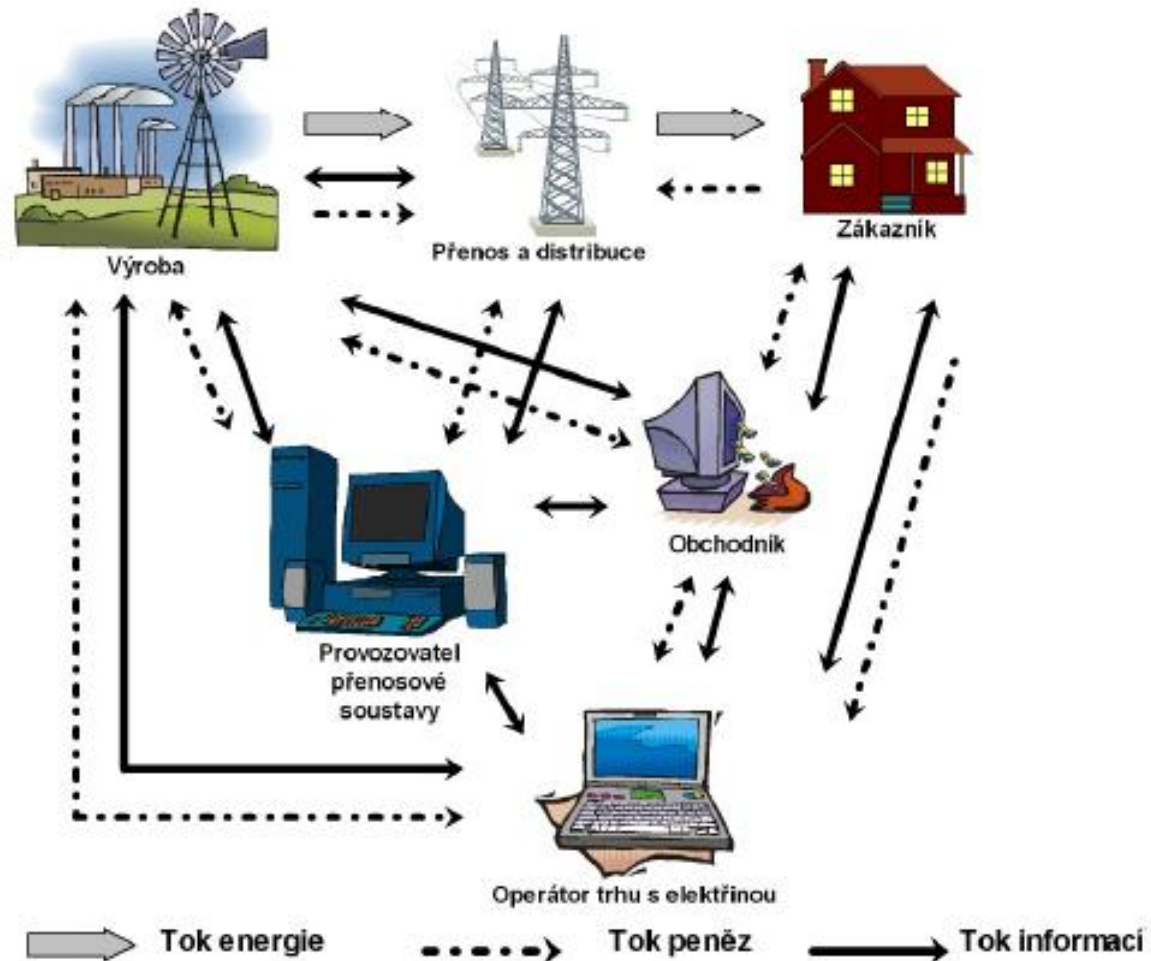 Výroba
Přenos a distribuce
Zákazník
Obchodník
Provozovatel
přenosové
soustavy
Operátor trhu s elektřinou
Tok energie
Tok peněz
Tok informací